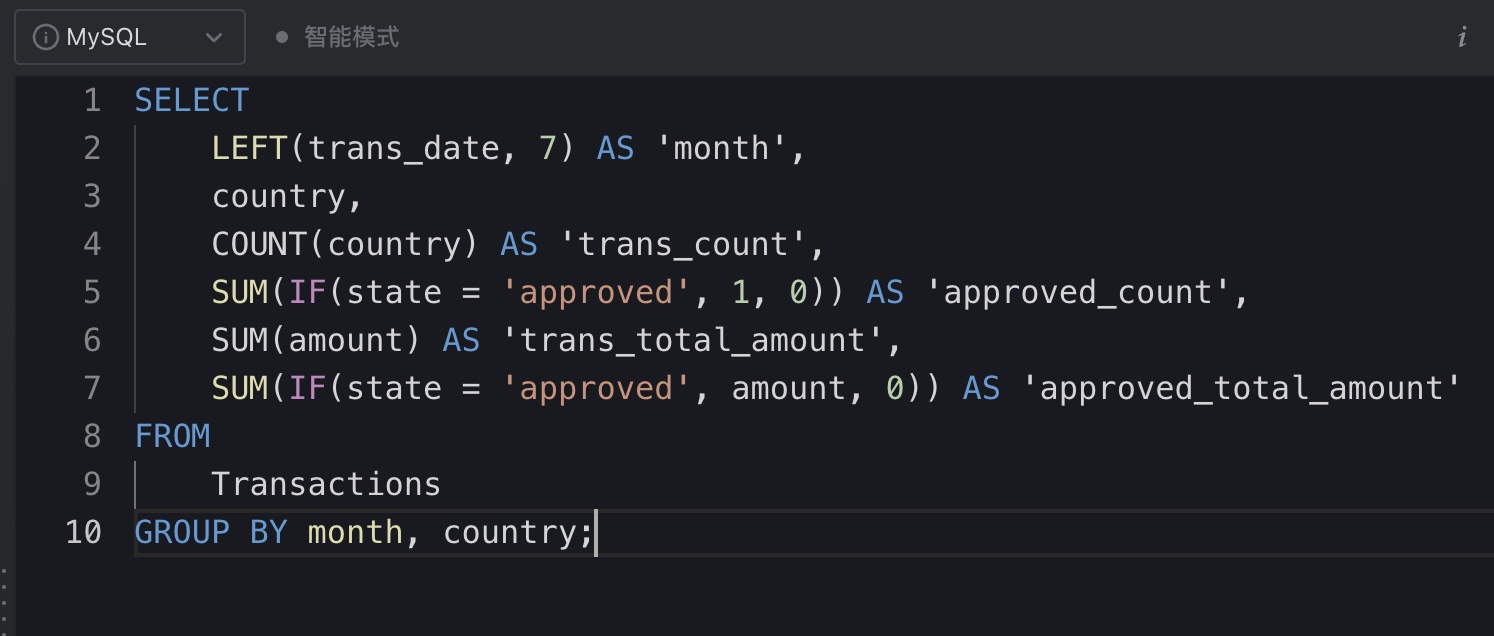 MySQL 智能模式 i
1 SELECT
2 LEFT(trans_date, 7) AS 'month',
3 country,
4 COUNT(country) AS 'trans_count',
5 SUM(IF(state = 'approved', 1, 0)) AS 'approved_count',
6 SUM(amount) AS 'trans_total_amount',
7 SUM(IF(state = 'approved', amount, 0)) AS 'approved_total_amount'
8 FROM
9 Transactions
10 GROUP BY month, country;